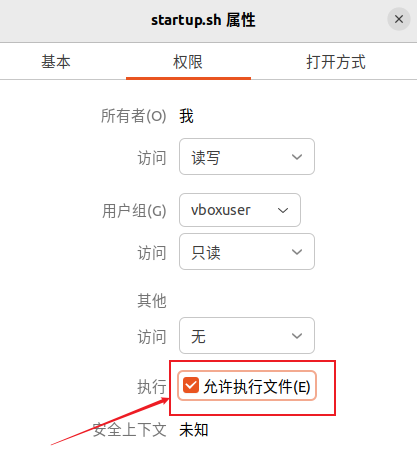 startup.sh 属性
基本 权限 打开方式
所有者(O) 我
访问 读写
用户组(G) vboxuser
访问 只读
其他
访问 无
执行 允许执行文件(E)
安全上下文 未知